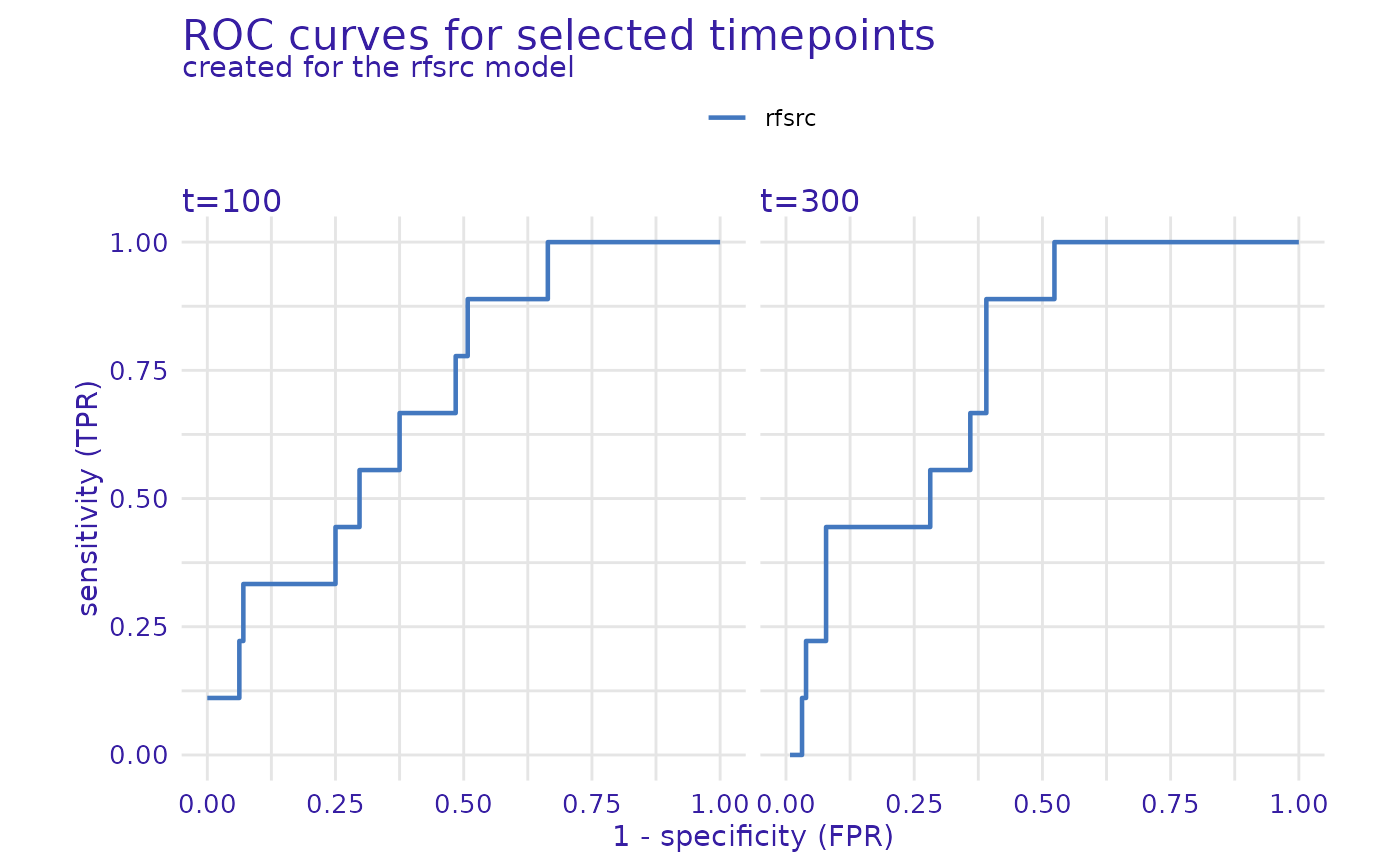 ROC curves for selected timepoints
created for the rfsrc model
rfsrc
t=100
t=300
1.00
0.75
0.50
0.25
0.00
sensitivity (TPR)
0.00 0.25 0.50 0.75 1.00 0.00 0.25 0.50 0.75 1.00
1 - specificity (FPR)